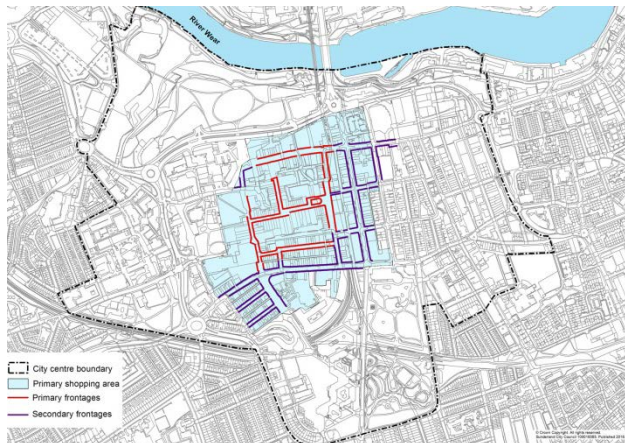 River Wear
City centre boundary
Primary shopping area
Primary frontages
Secondary frontages
© Crown Copyright. All rights reserved.